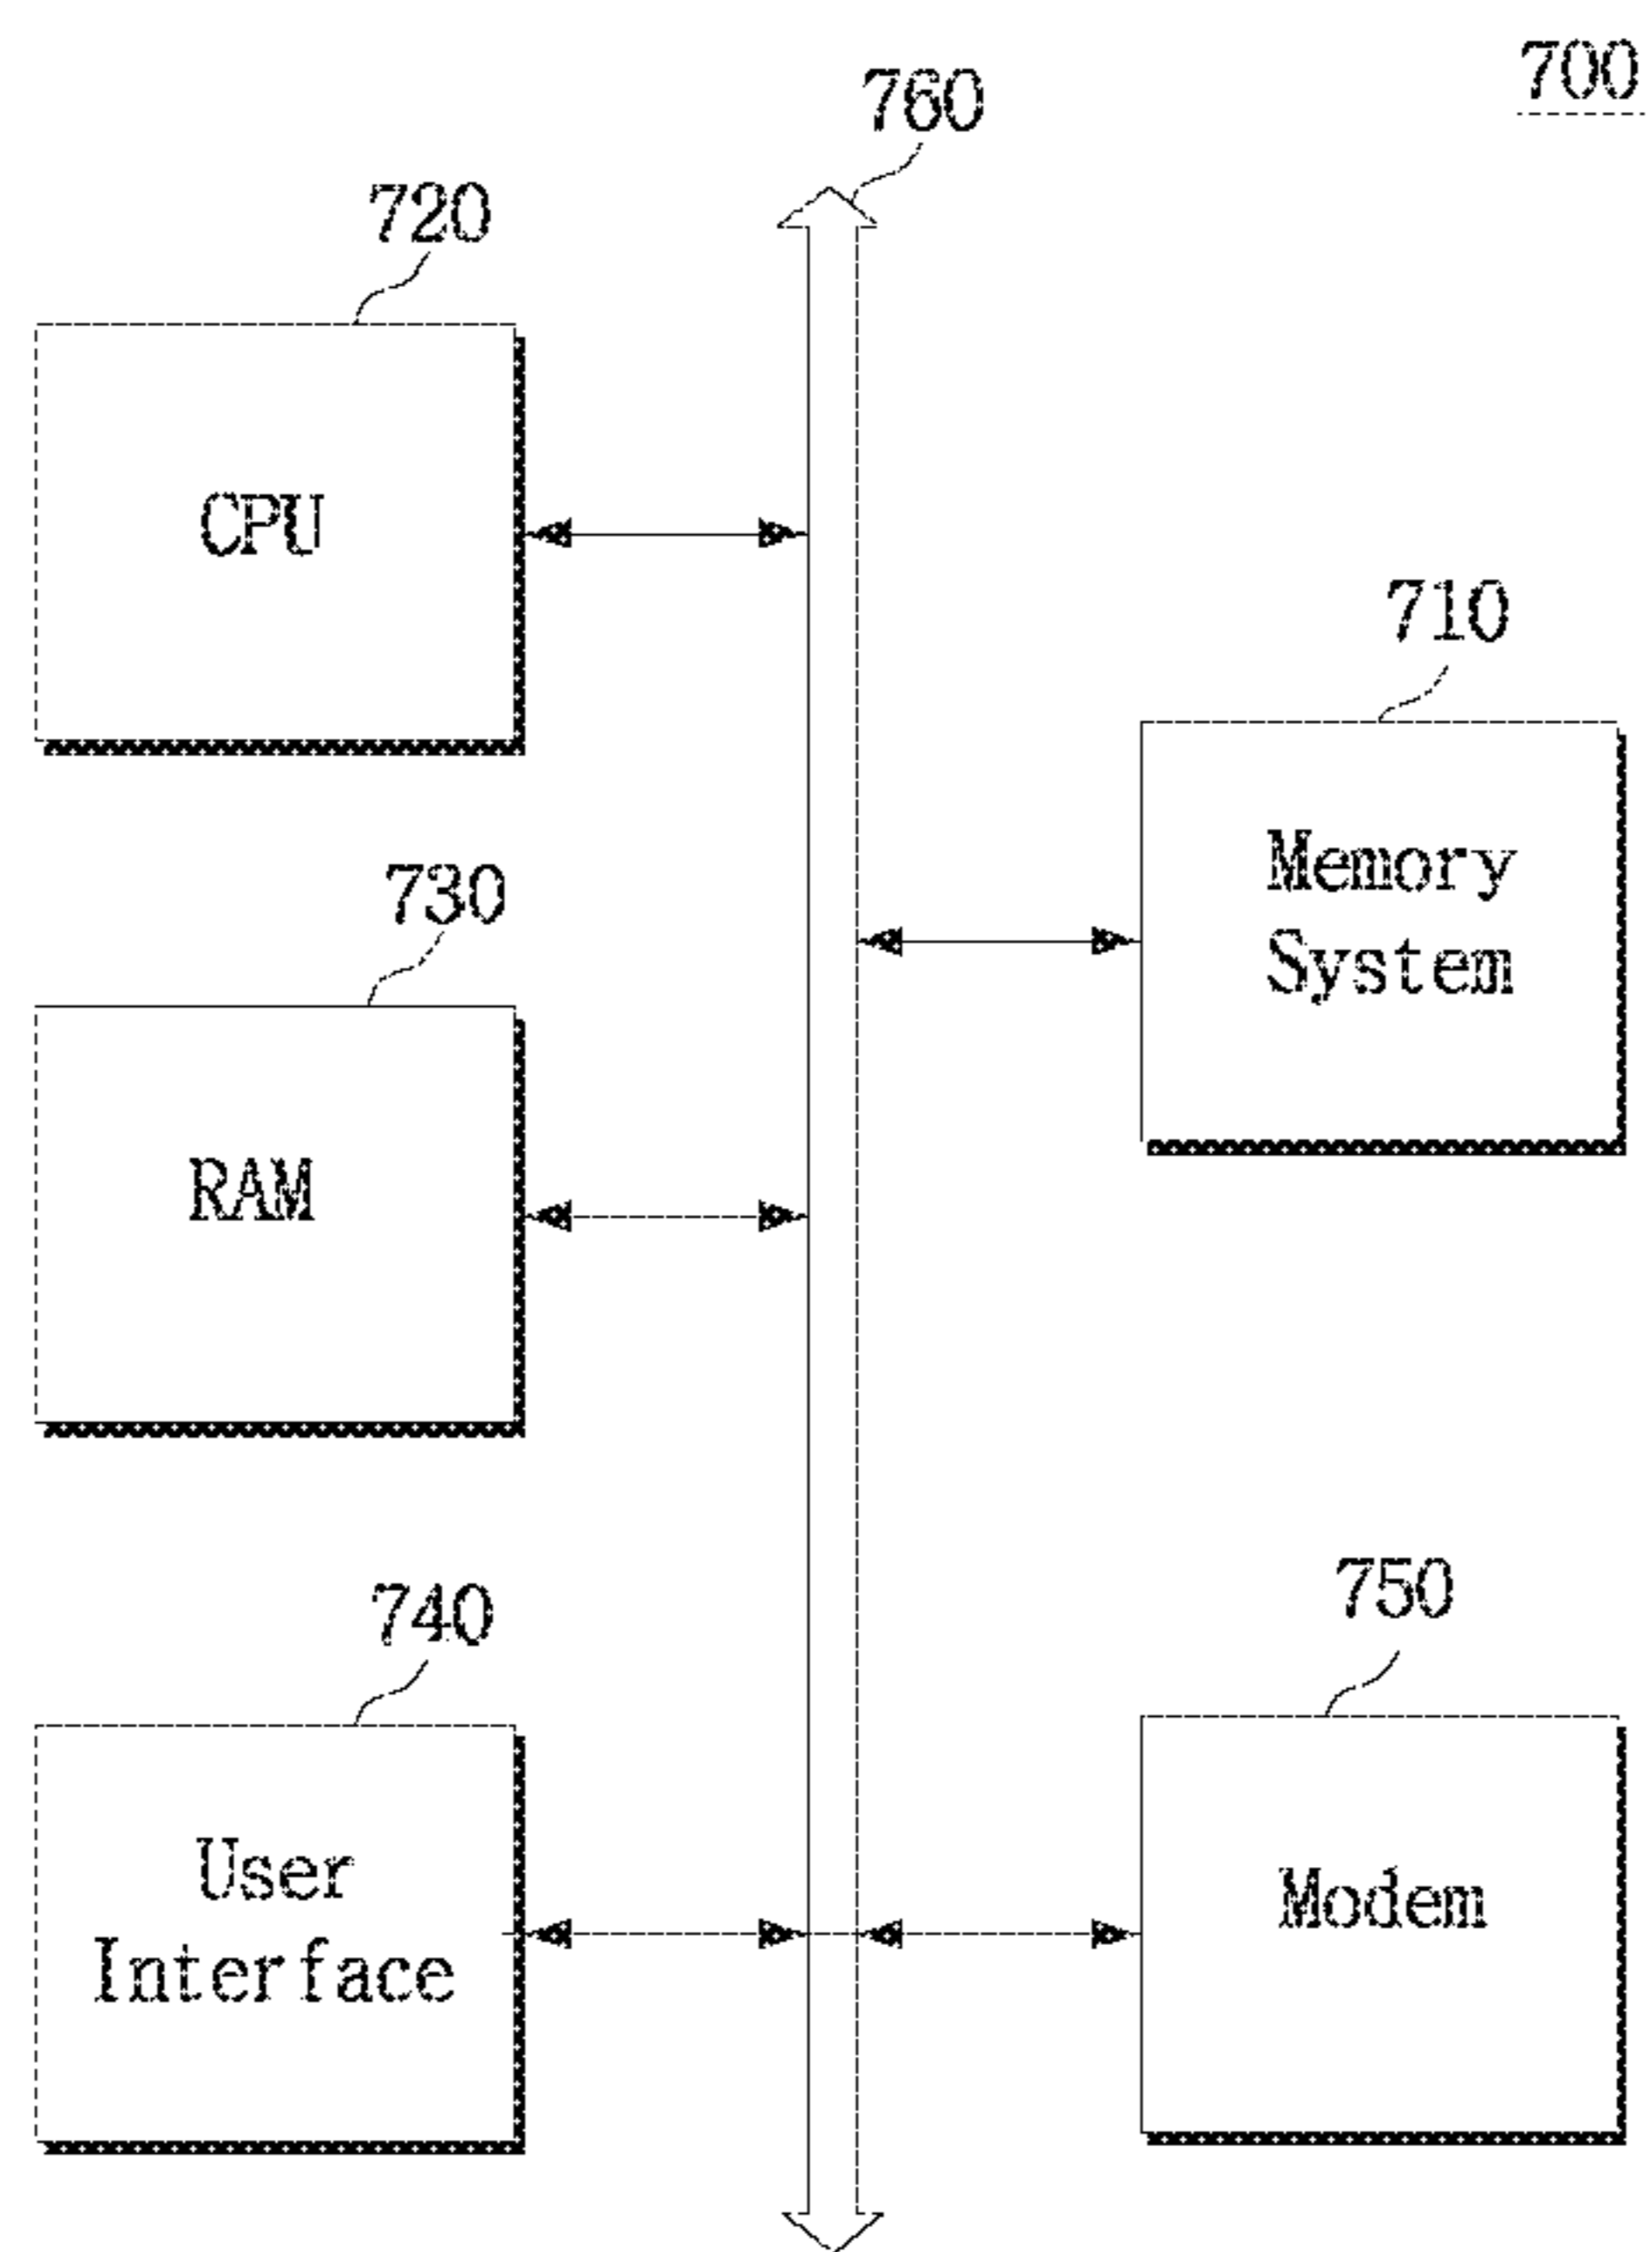 700
760
720
CPU
710
Memory
System
730
RAM
740
User
Interface
750
Modem